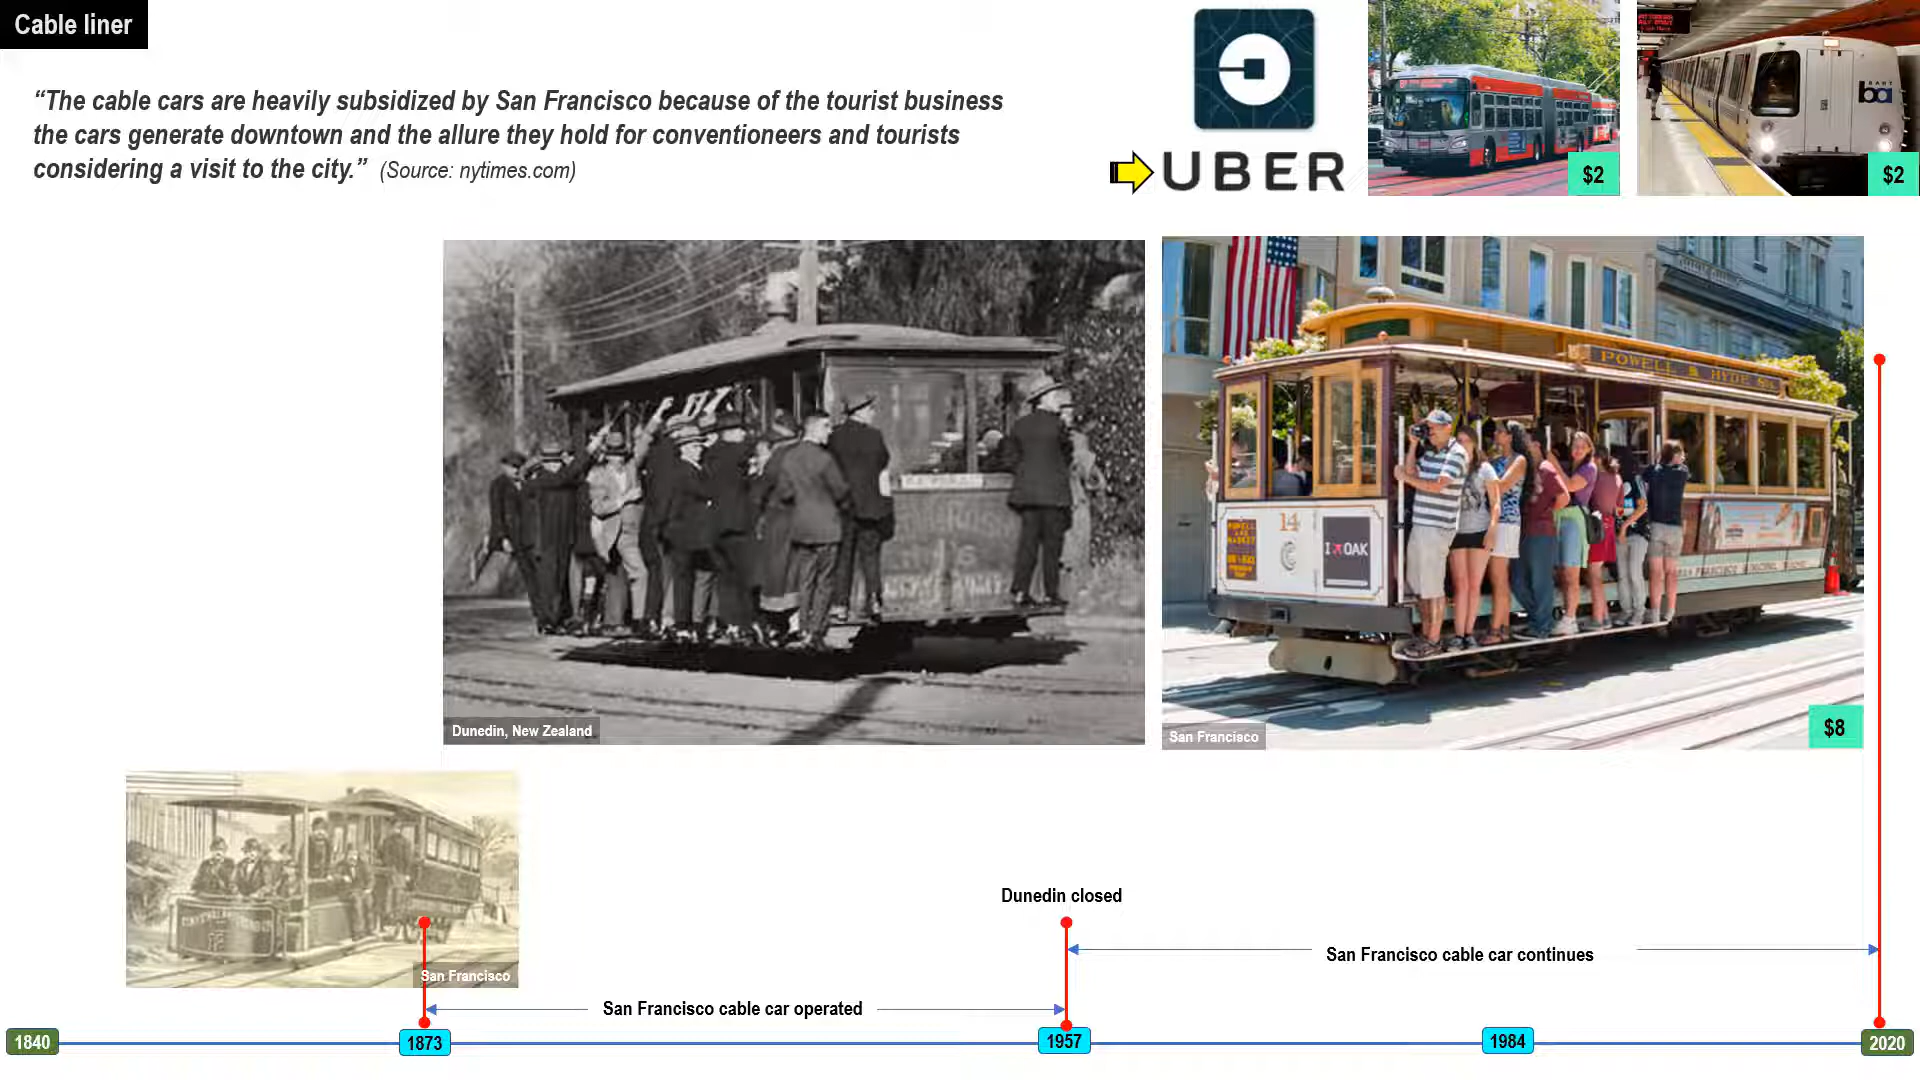 Cable liner
“The cable cars are heavily subsidized by San Francisco because of the tourist business
the cars generate downtown and the allure they hold for conventioneers and tourists
considering a visit to the city.” (Source: nytimes.com)
UBER
$2
$2
POWELL & HYDE Sts.
14
I OAK
Dunedin, New Zealand
San Francisco
$8
San Francisco
Dunedin closed
San Francisco cable car continues
San Francisco cable car operated
1840
1873
1957
1984
2020